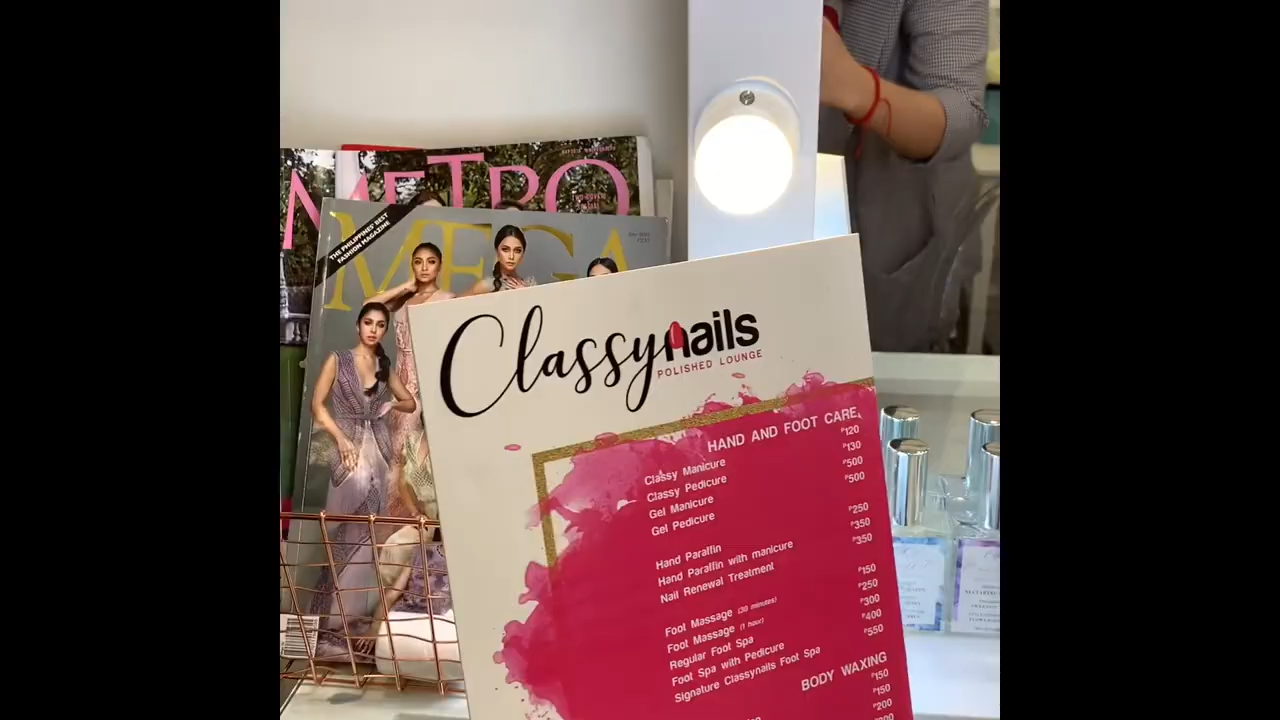 METRO
THE PHILIPPINES' BEST
FASHION MAGAZINE
MEGA
Classynails
POLISHED LOUNGE
HAND AND FOOT CARE
Classy Manicure ₱120
Classy Pedicure ₱130
Gel Manicure ₱500
Gel Pedicure ₱500
Hand Paraffin ₱250
Hand Paraffin with manicure ₱350
Nail Renewal Treatment ₱350
Foot Massage (30 minutes) ₱150
Foot Massage (1 hour) ₱250
Regular Foot Spa ₱300
Foot Spa with Pedicure ₱400
Signature Classynails Foot Spa ₱550
BODY WAXING
₱150
₱150
₱200